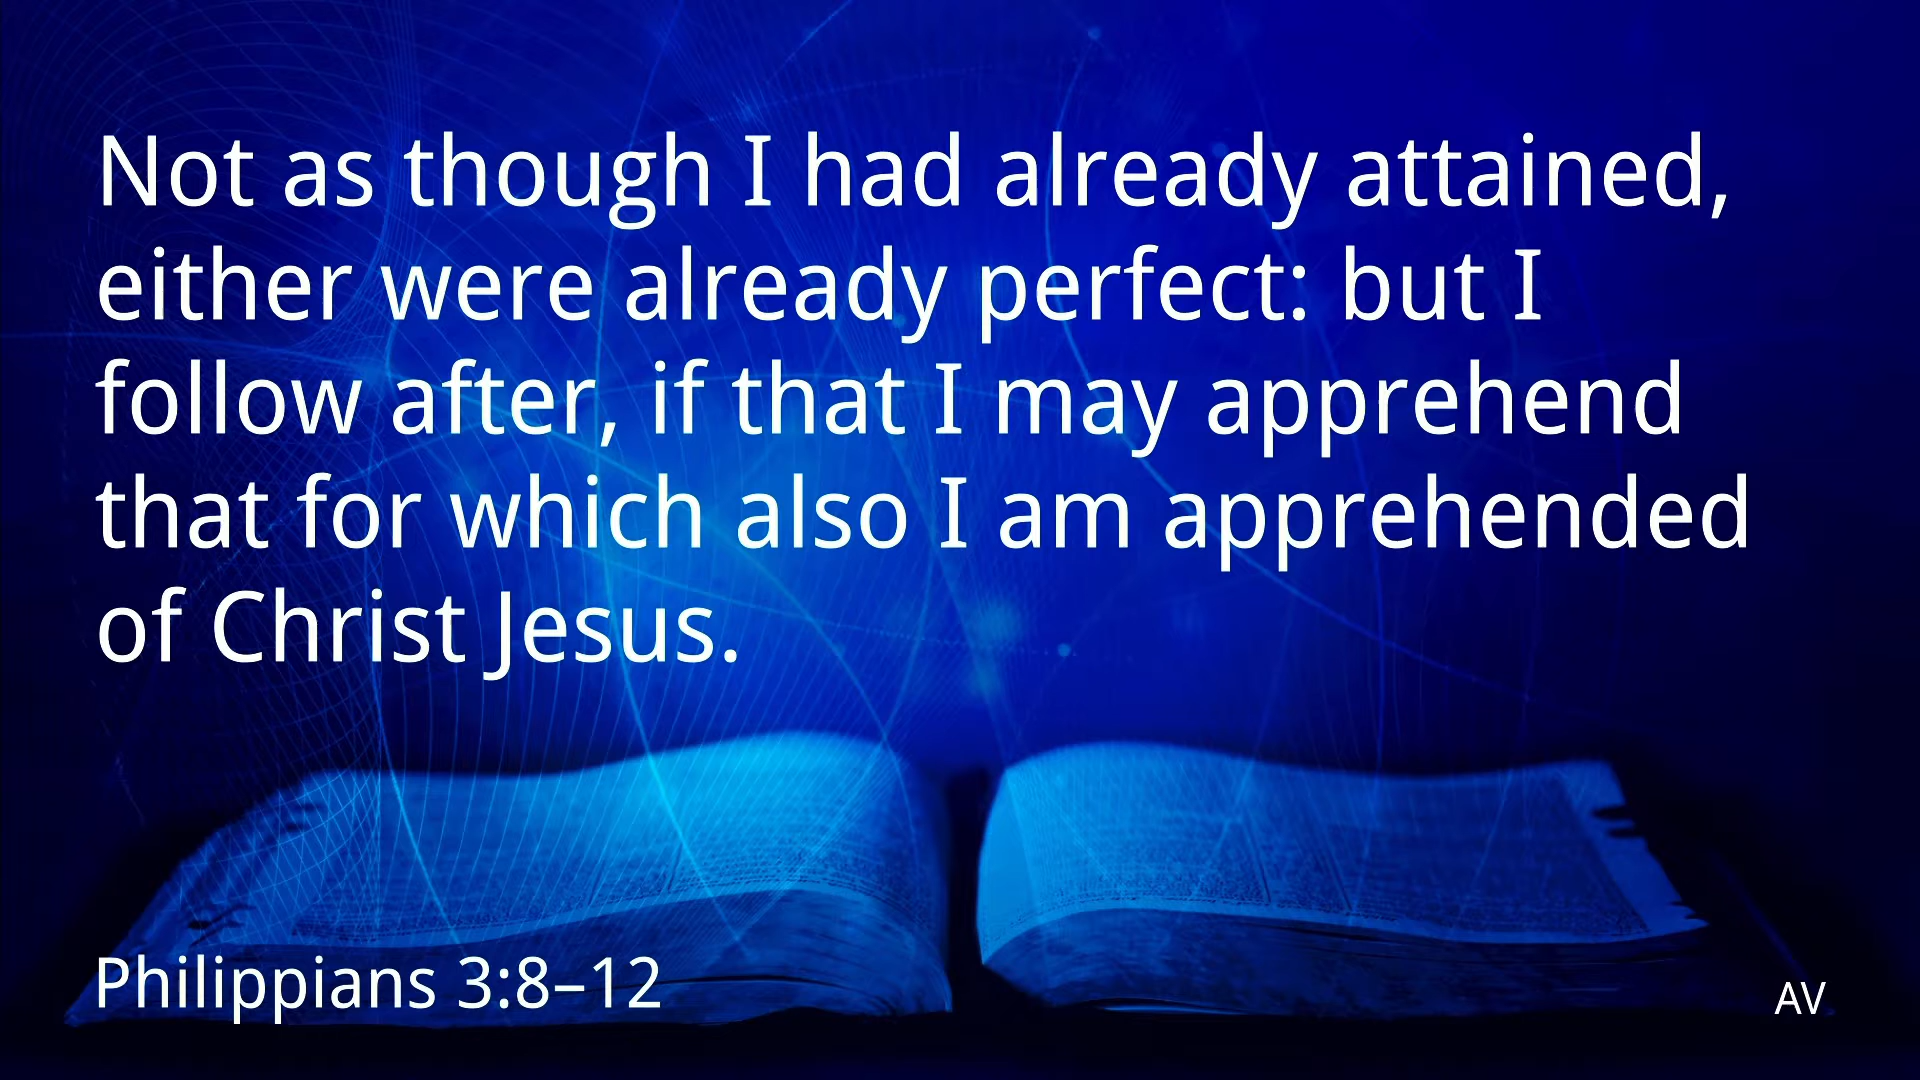 Not as though I had already attained,
either were already perfect: but I
follow after, if that I may apprehend
that for which also I am apprehended
of Christ Jesus.
Philippians 3:8–12
AV